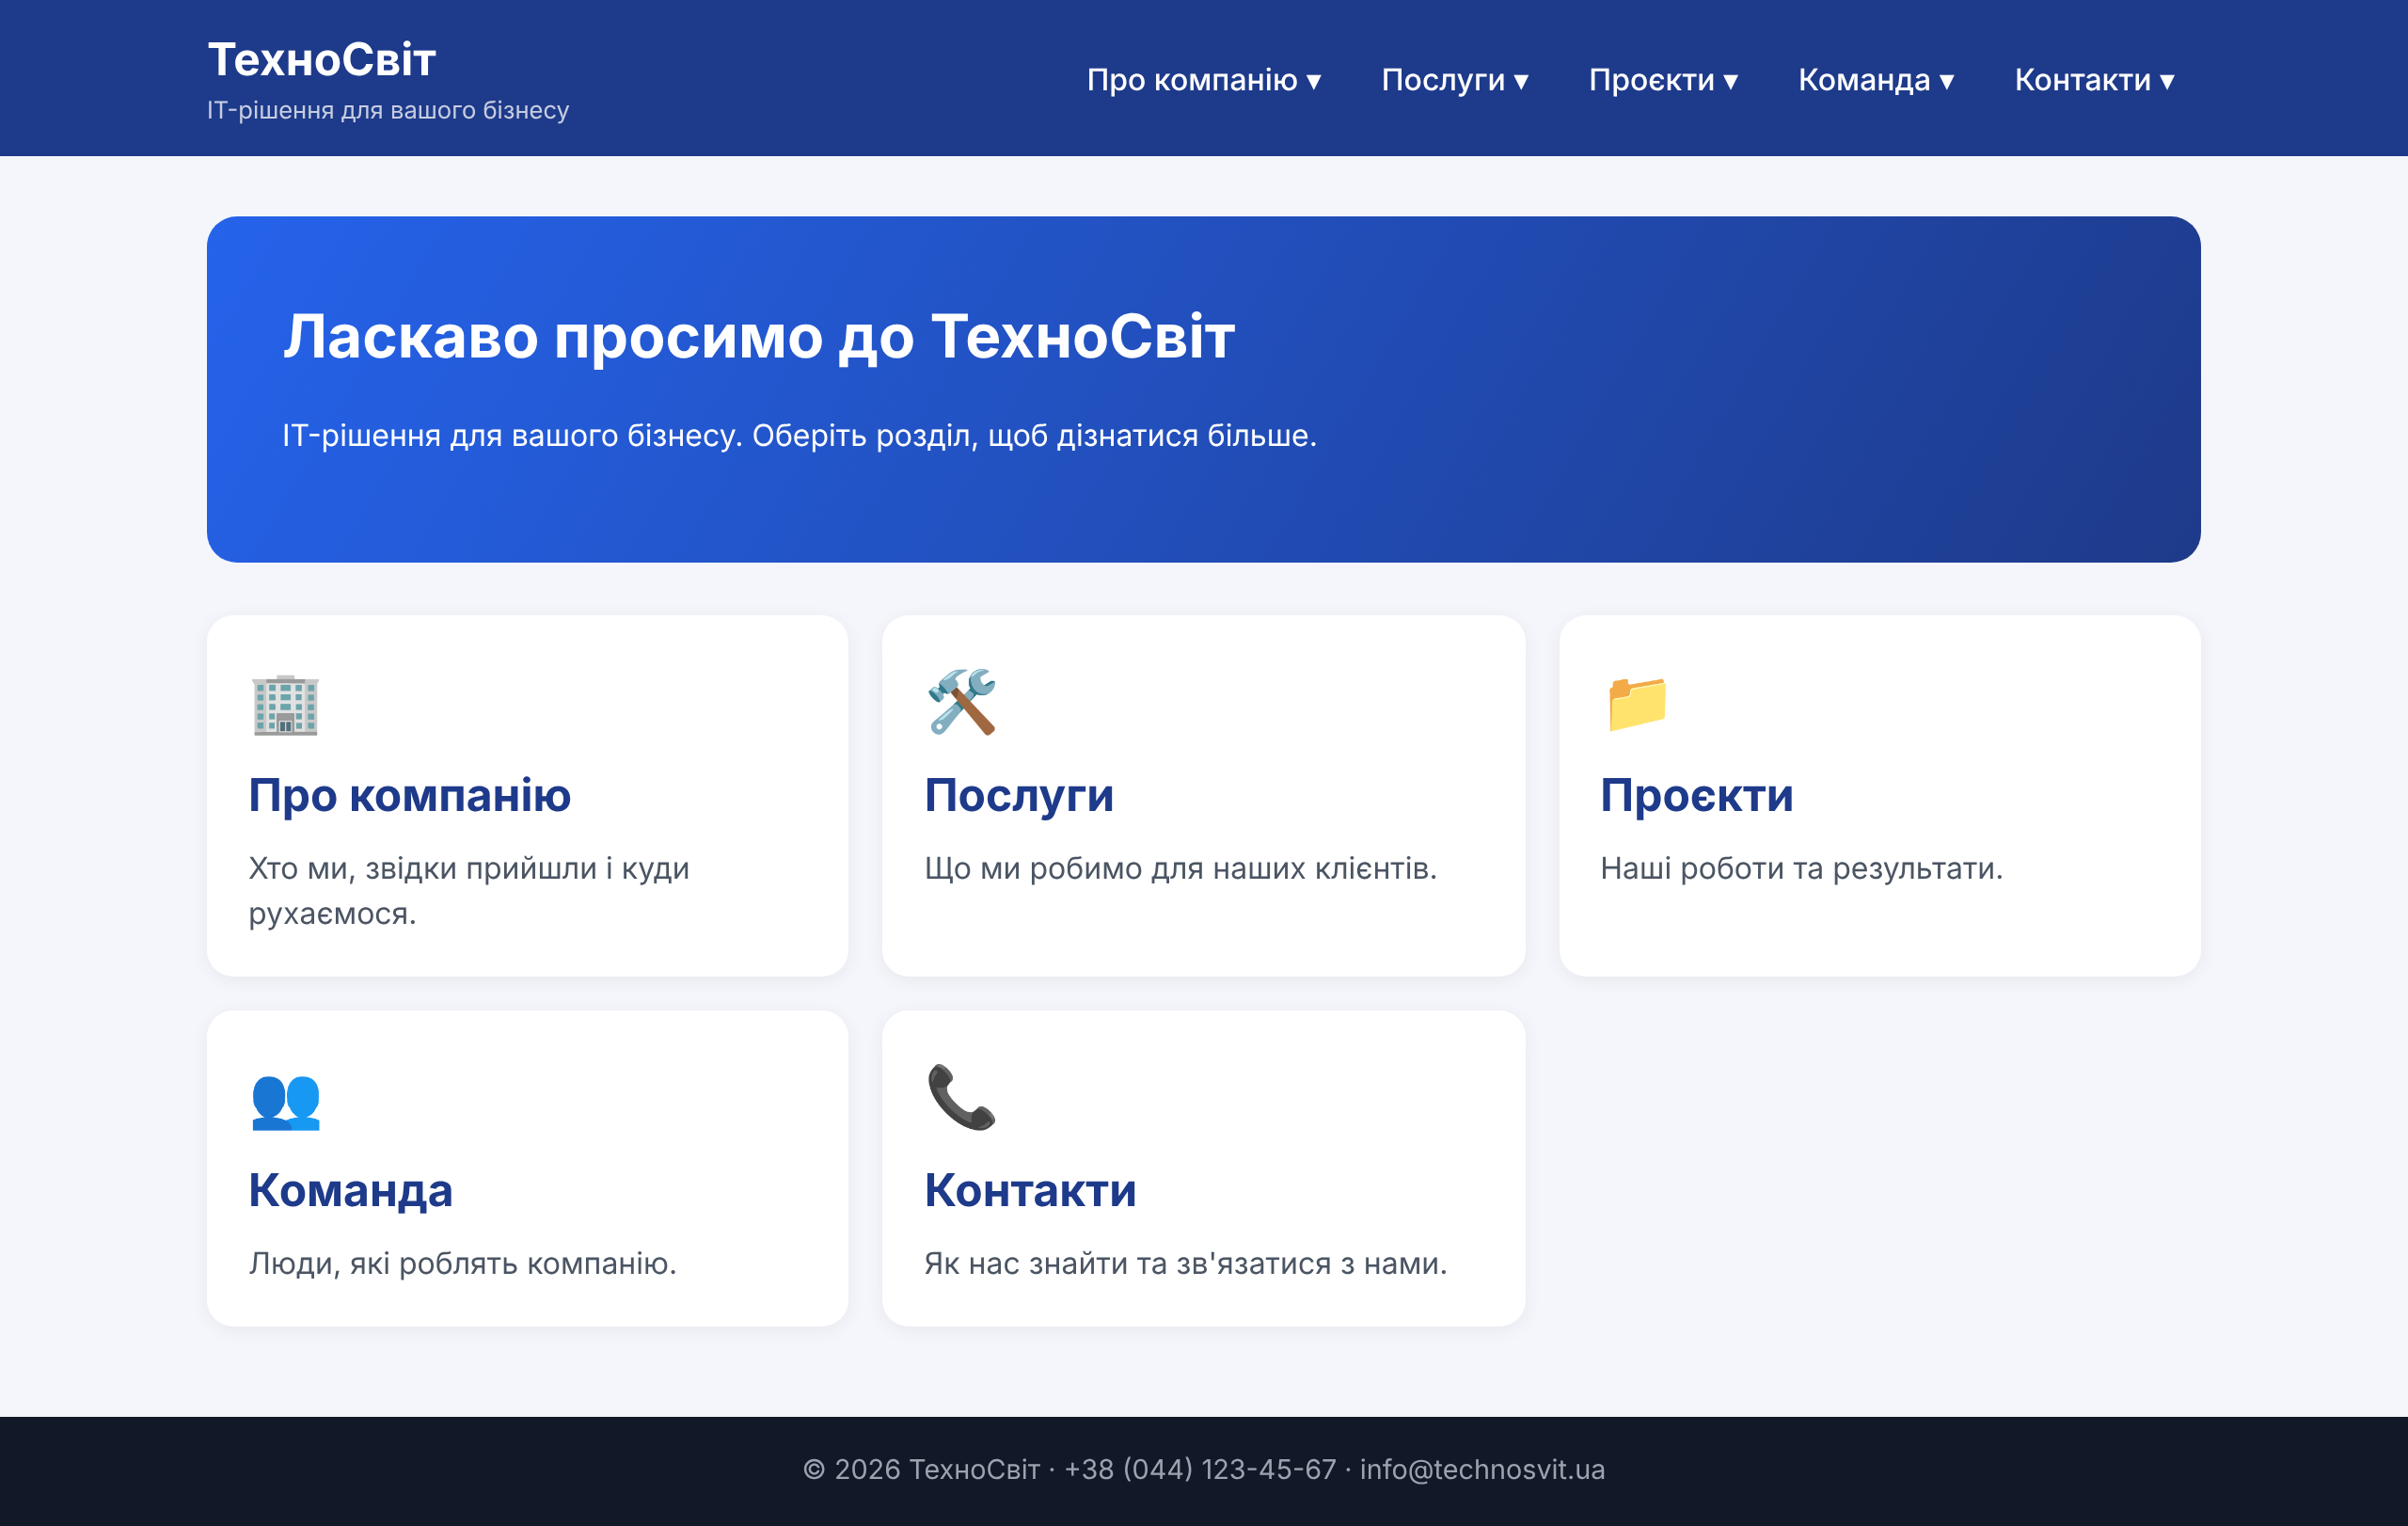 ТехноСвіт
ІТ-рішення для вашого бізнесу
Про компанію ▾
Послуги ▾
Проєкти ▾
Команда ▾
Контакти ▾
Ласкаво просимо до ТехноСвіт
ІТ-рішення для вашого бізнесу. Оберіть розділ, щоб дізнатися більше.
Про компанію
Хто ми, звідки прийшли і куди
рухаємося.
Послуги
Що ми робимо для наших клієнтів.
Проєкти
Наші роботи та результати.
Команда
Люди, які роблять компанію.
Контакти
Як нас знайти та зв'язатися з нами.
© 2026 ТехноСвіт · +38 (044) 123-45-67 · info@technosvit.ua